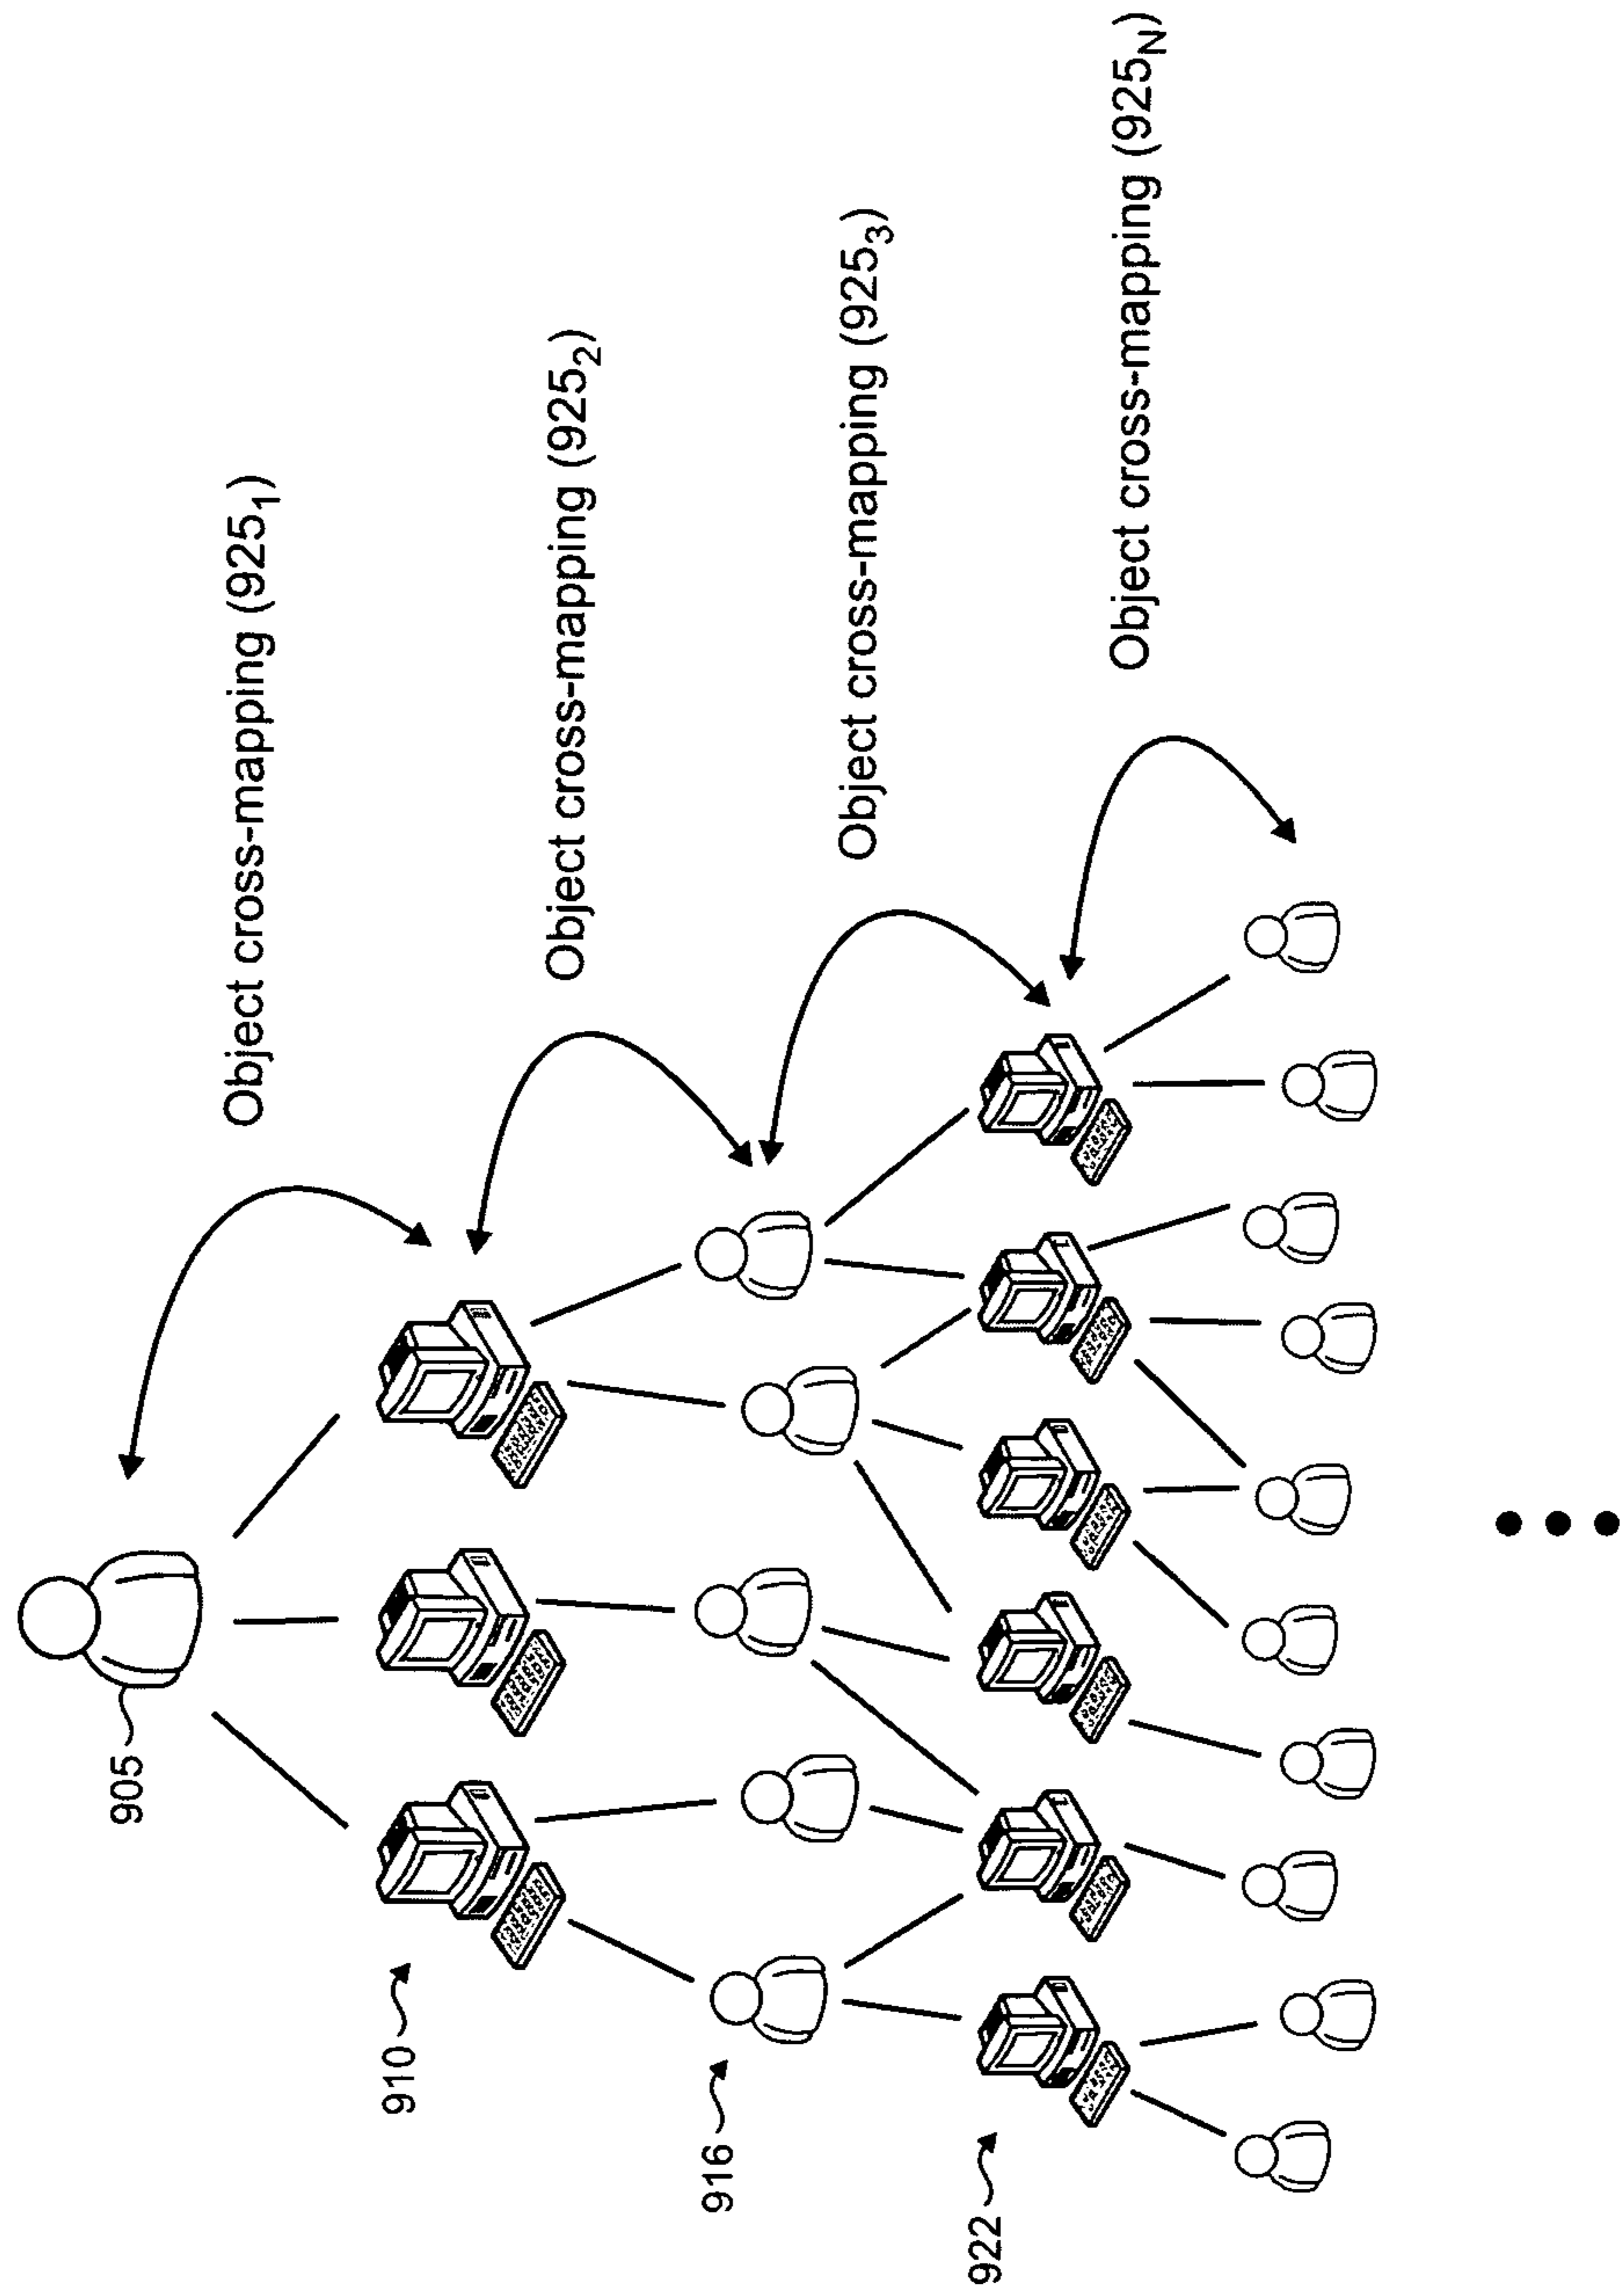 905
Object cross-mapping (925₁)
910
Object cross-mapping (925₂)
916
Object cross-mapping (925₃)
922
Object cross-mapping (925_N)